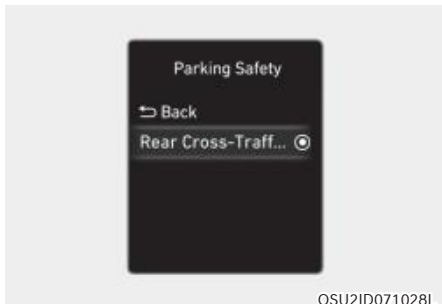 Parking Safety
⮌ Back
Rear Cross-Traff...
OSU2ID071028L